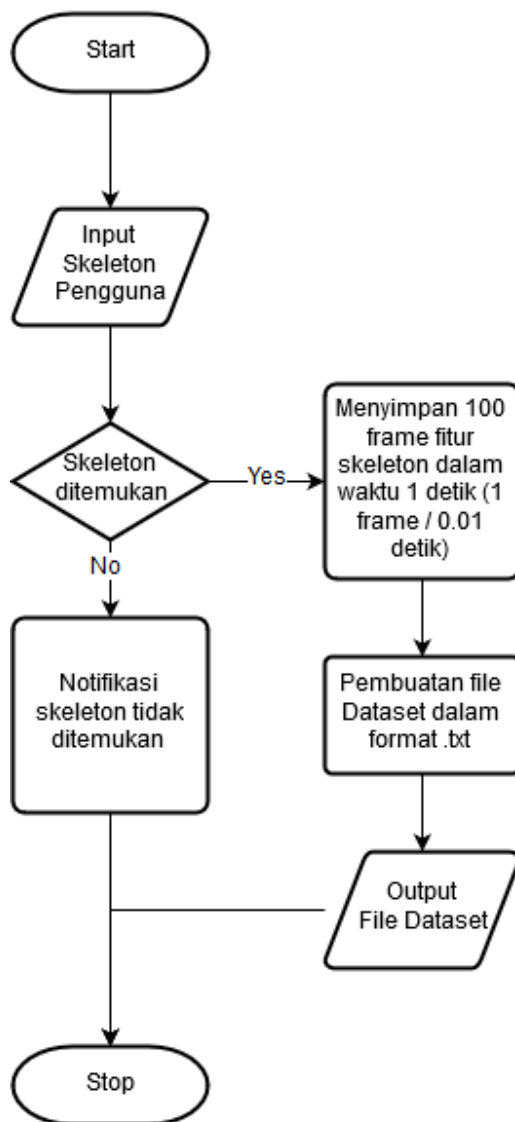 Start
Input
Skeleton
Pengguna
Skeleton
ditemukan
Yes
Menyimpan 100
frame fitur
skeleton dalam
waktu 1 detik (1
frame / 0.01
detik)
No
Notifikasi
skeleton tidak
ditemukan
Pembuatan file
Dataset dalam
format .txt
Output
File Dataset
Stop